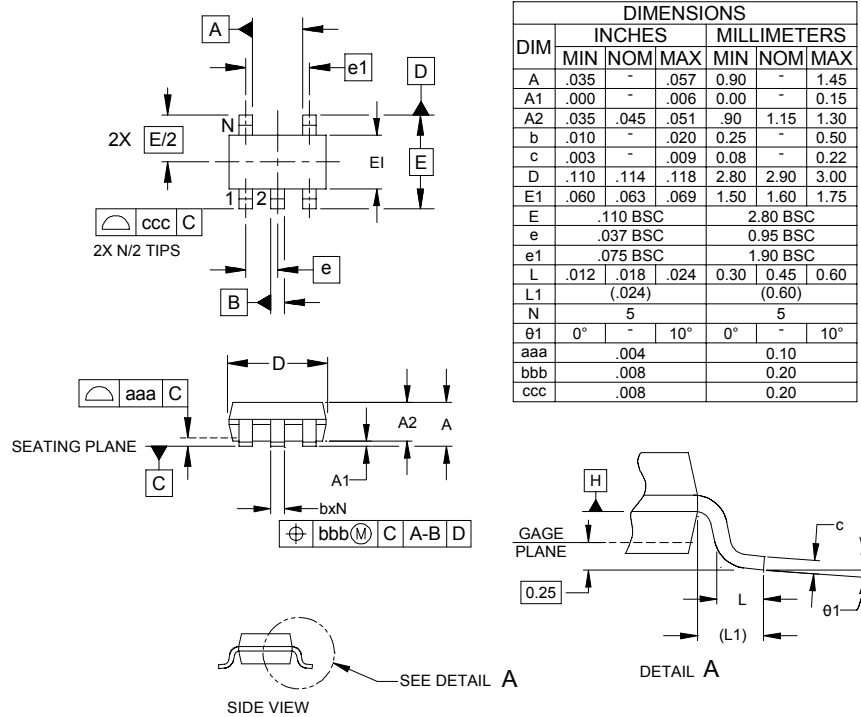 A
e1
D
N
2X E/2
EI
E
1 2
ccc C
2X N/2 TIPS
e
B
D
aaa C
A2 A
SEATING PLANE
C
A1
bxN
bbb M C A-B D
SIDE VIEW
SEE DETAIL A
DIMENSIONS
DIM INCHES MILLIMETERS
MIN NOM MAX MIN NOM MAX
A .035 - .057 0.90 - 1.45
A1 .000 - .006 0.00 - 0.15
A2 .035 .045 .051 .90 1.15 1.30
b .010 - .020 0.25 - 0.50
c .003 - .009 0.08 - 0.22
D .110 .114 .118 2.80 2.90 3.00
E1 .060 .063 .069 1.50 1.60 1.75
E .110 BSC 2.80 BSC
e .037 BSC 0.95 BSC
e1 .075 BSC 1.90 BSC
L .012 .018 .024 0.30 0.45 0.60
L1 (.024) (0.60)
N 5 5
θ1 0° - 10° 0° - 10°
aaa .004 0.10
bbb .008 0.20
ccc .008 0.20
H
c
GAGE
PLANE
0.25
L
θ1
(L1)
DETAIL A